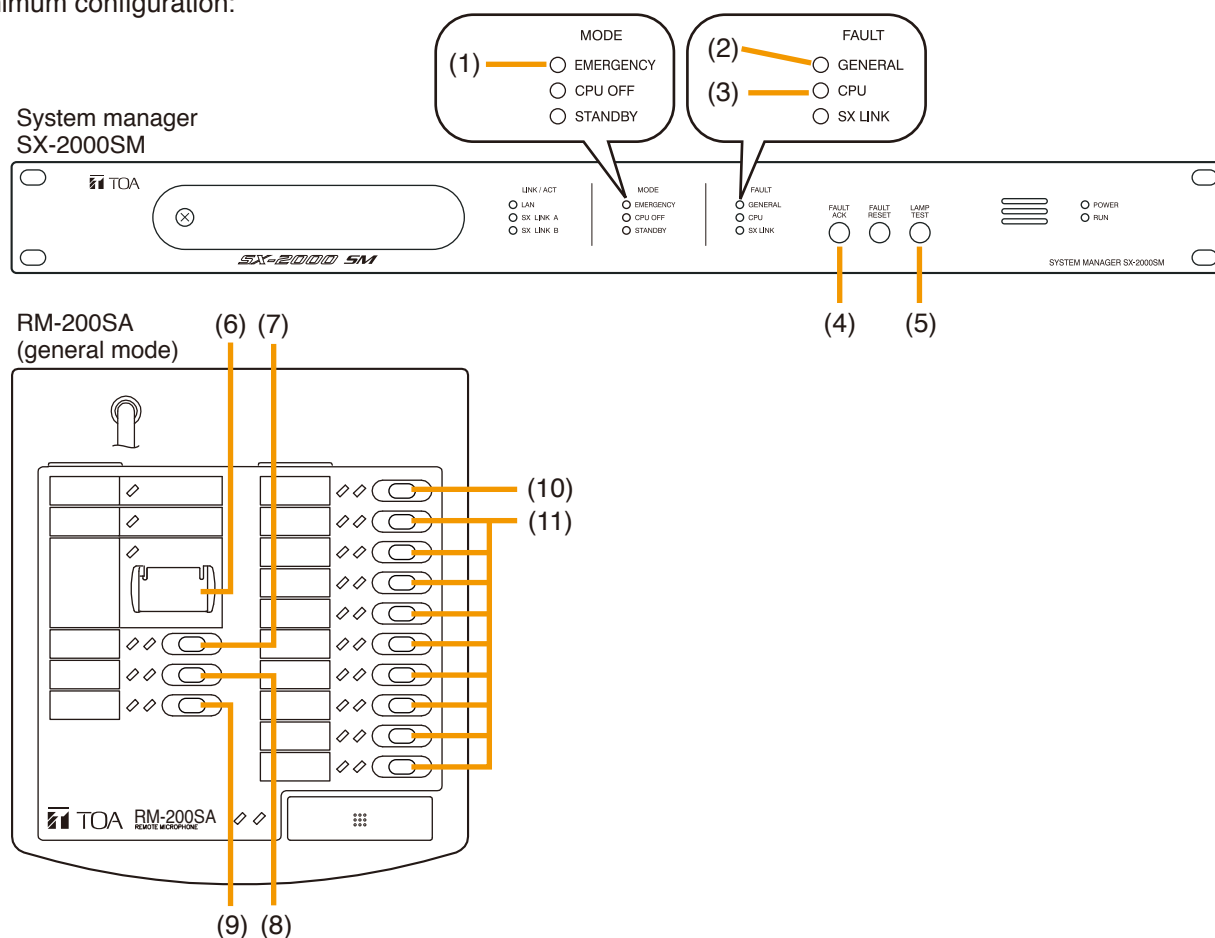 nimum configuration:
MODE
(1) EMERGENCY
CPU OFF
STANDBY
FAULT
(2) GENERAL
(3) CPU
SX LINK
System manager
SX-2000SM
TOA
LINK / ACT
LAN
SX LINK A
SX LINK B
MODE
EMERGENCY
CPU OFF
STANDBY
FAULT
GENERAL
CPU
SX LINK
FAULT ACK
FAULT RESET
LAMP TEST
POWER
RUN
SX-2000 SM
SYSTEM MANAGER SX-2000SM
(4) (5)
RM-200SA
(general mode)
(6) (7)
(10)
(11)
TOA RM-200SA
REMOTE MICROPHONE
(9) (8)